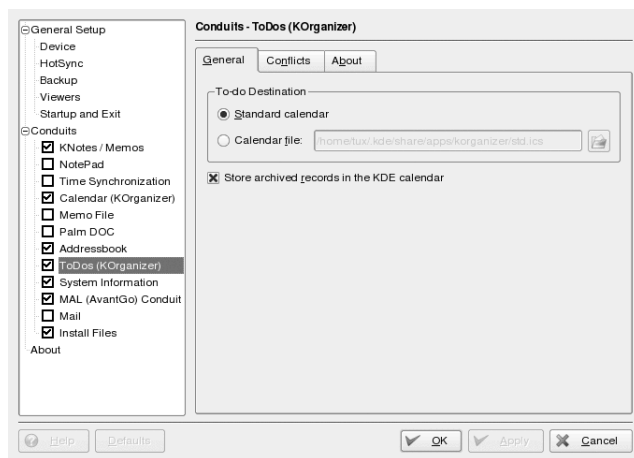 General Setup
Device
HotSync
Backup
Viewers
Startup and Exit
Conduits
KNotes / Memos
NotePad
Time Synchronization
Calendar (KOrganizer)
Memo File
Palm DOC
Addressbook
ToDos (KOrganizer)
System Information
MAL (AvantGo) Conduit
Mail
Install Files
About
Conduits - ToDos (KOrganizer)
General Conflicts About
To-do Destination
Standard calendar
Calendar file: /home/tux/.kde/share/apps/korganizer/std.ics
Store archived records in the KDE calendar
Help Defaults OK Apply Cancel